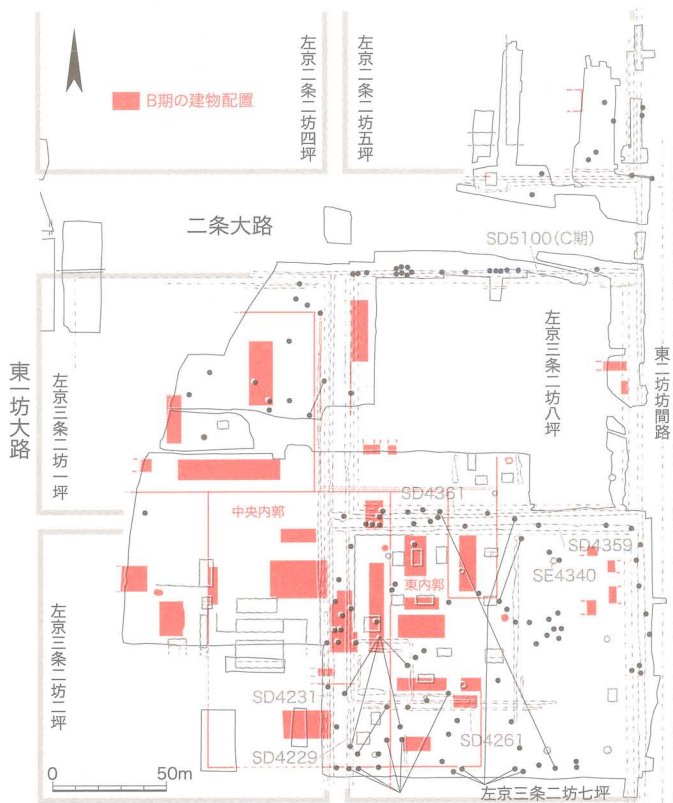 B期の建物配置
左京二条二坊四坪
左京二条二坊五坪
二条大路
SD5100(C期)
東一坊大路
左京三条二坊一坪
左京三条二坊八坪
東二坊坊間路
中央内郭
SD4361
SD4359
SE4340
東内郭
左京三条二坊二坪
SD4231
SD4229
SD4261
0
50m
左京三条二坊七坪